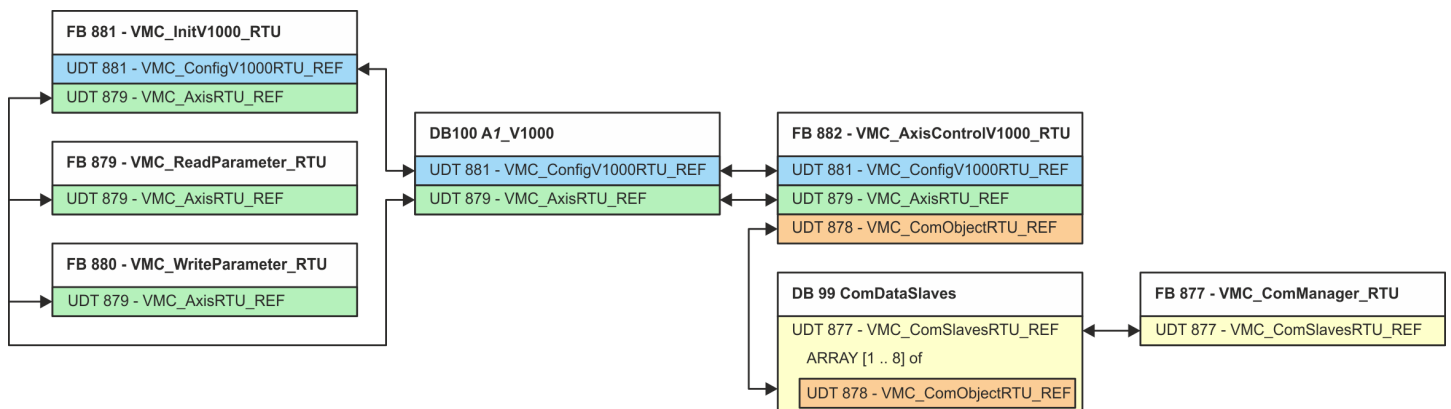 FB 881 - VMC_InitV1000_RTU
UDT 881 - VMC_ConfigV1000RTU_REF
UDT 879 - VMC_AxisRTU_REF
FB 879 - VMC_ReadParameter_RTU
UDT 879 - VMC_AxisRTU_REF
FB 880 - VMC_WriteParameter_RTU
UDT 879 - VMC_AxisRTU_REF
DB100 A1_V1000
UDT 881 - VMC_ConfigV1000RTU_REF
UDT 879 - VMC_AxisRTU_REF
FB 882 - VMC_AxisControlV1000_RTU
UDT 881 - VMC_ConfigV1000RTU_REF
UDT 879 - VMC_AxisRTU_REF
UDT 878 - VMC_ComObjectRTU_REF
DB 99 ComDataSlaves
UDT 877 - VMC_ComSlavesRTU_REF
ARRAY [1 .. 8] of
UDT 878 - VMC_ComObjectRTU_REF
FB 877 - VMC_ComManager_RTU
UDT 877 - VMC_ComSlavesRTU_REF